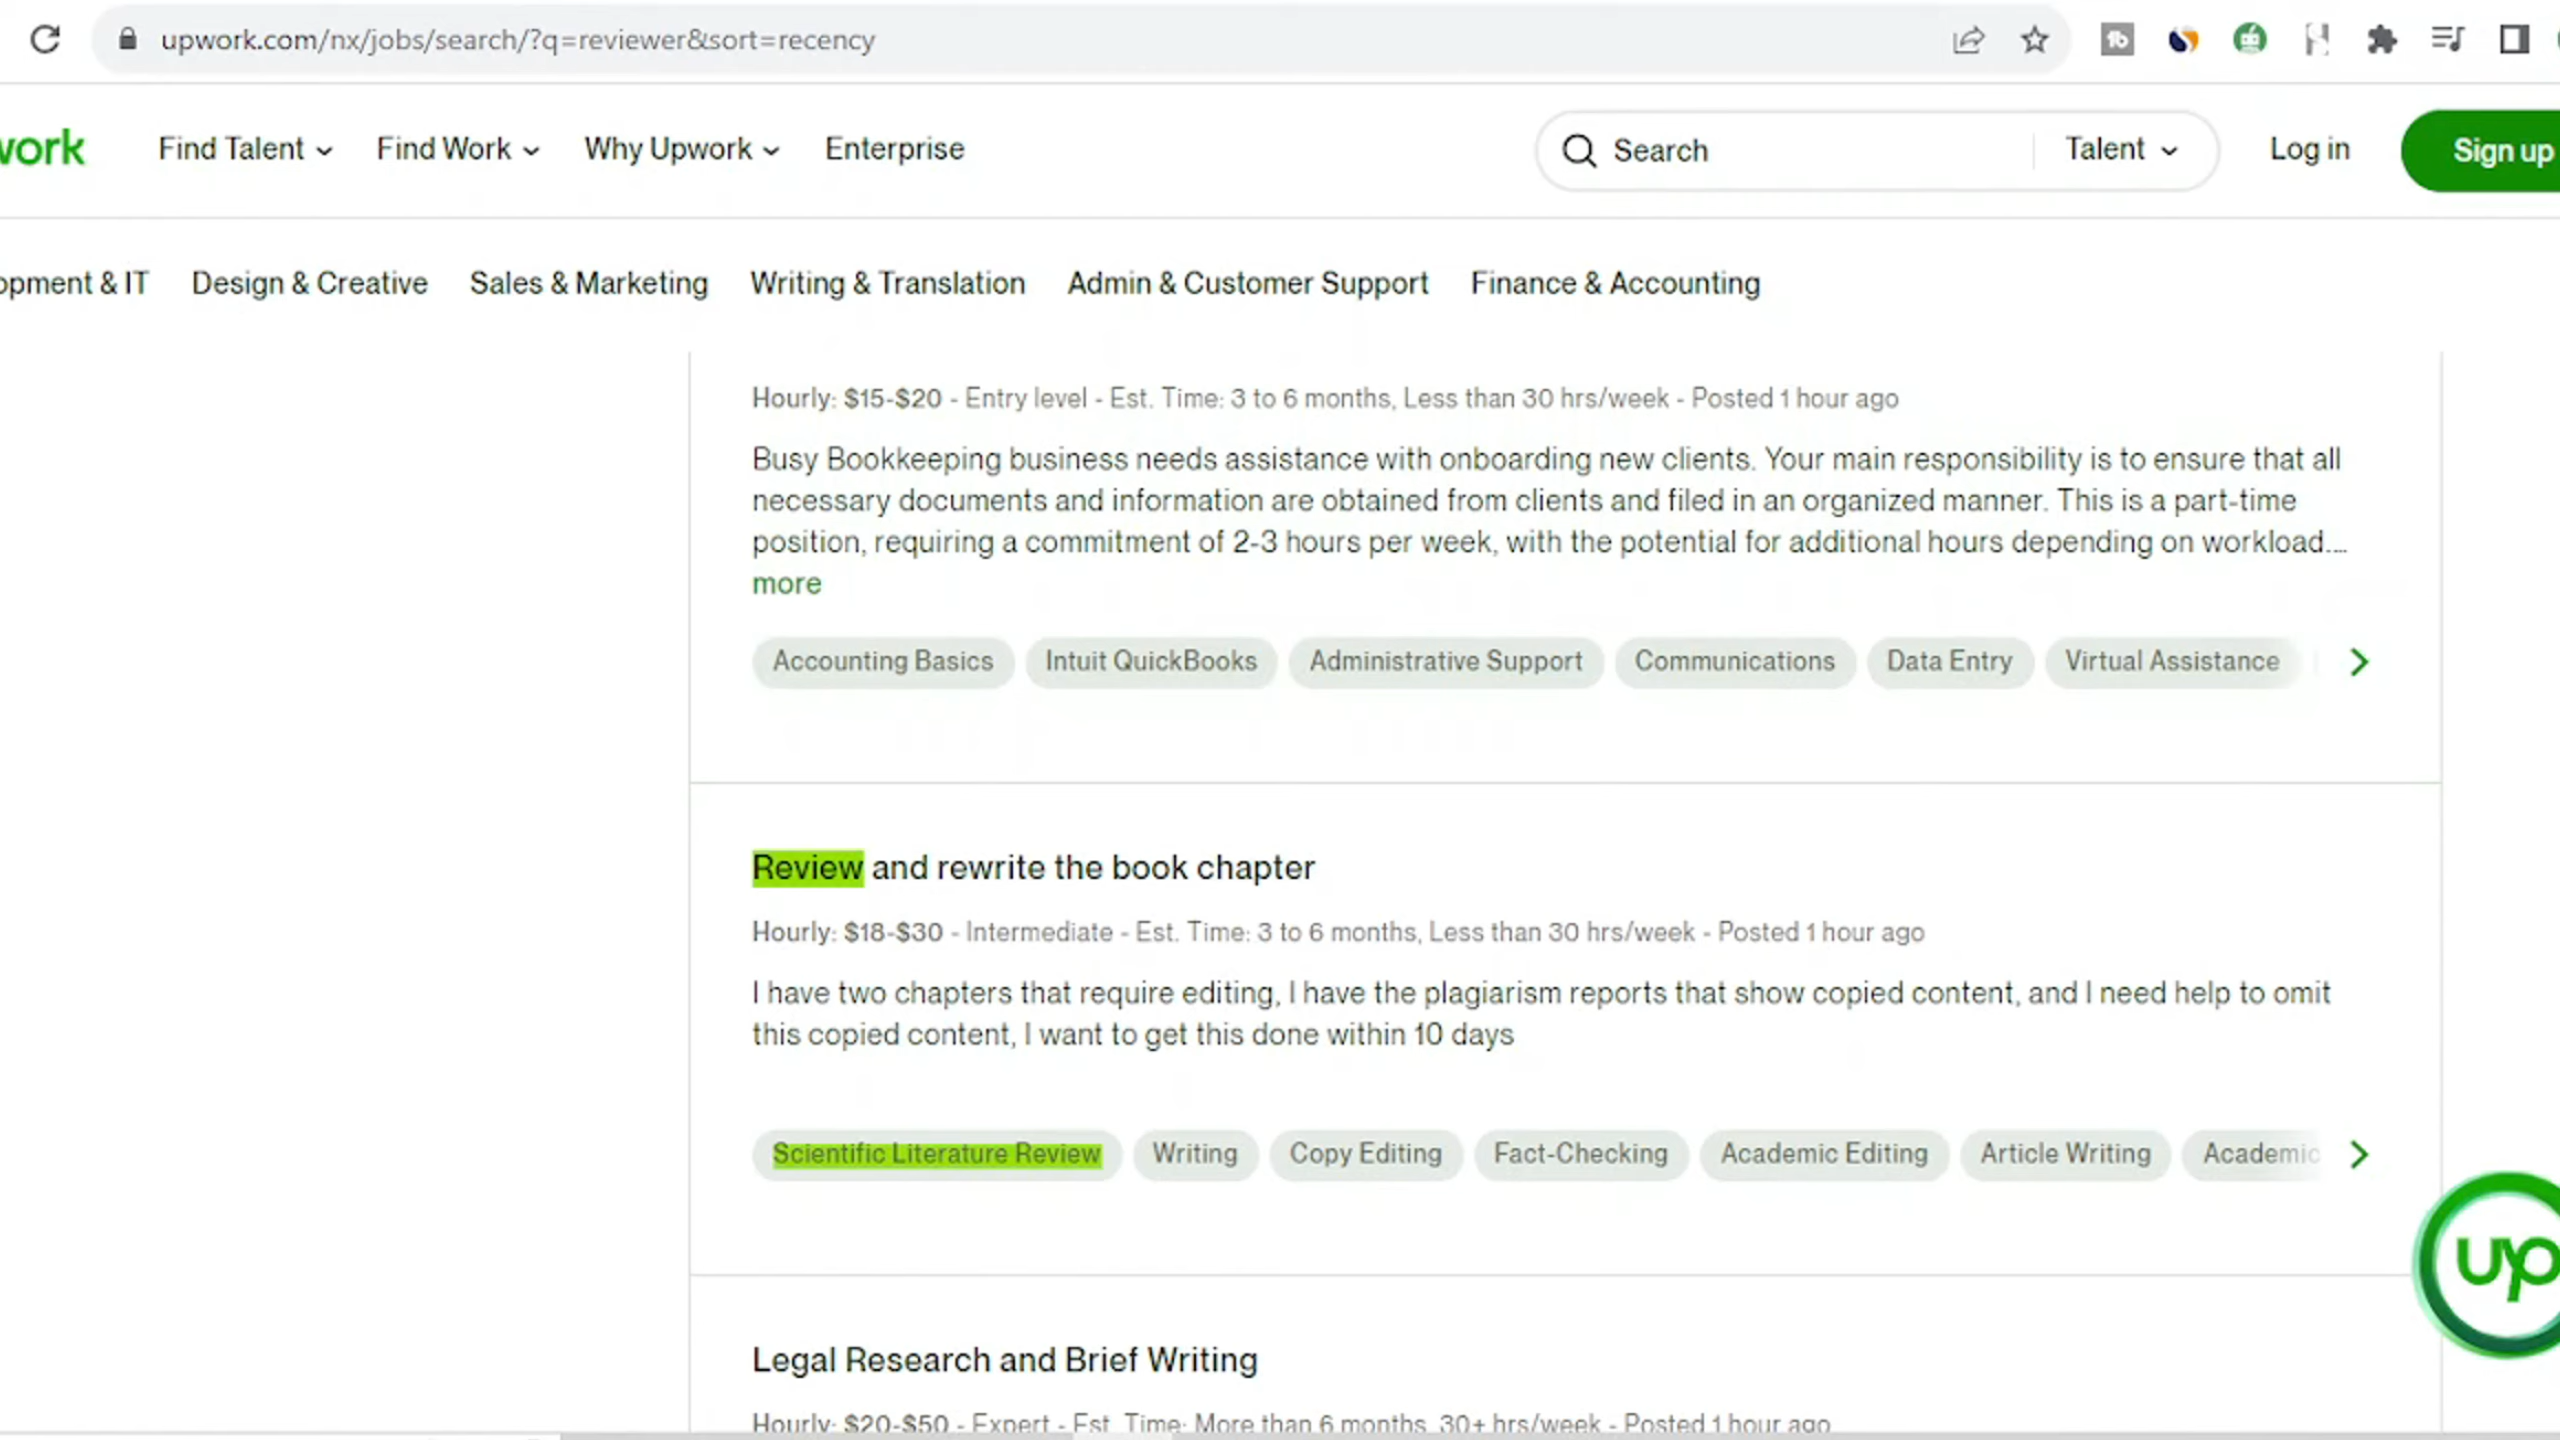 upwork.com/nx/jobs/search/?q=reviewer&sort=recency
work Find Talent Find Work Why Upwork Enterprise Search Talent Log in Sign up
opment & IT Design & Creative Sales & Marketing Writing & Translation Admin & Customer Support Finance & Accounting
Hourly: $15-$20 - Entry level - Est. Time: 3 to 6 months, Less than 30 hrs/week - Posted 1 hour ago
Busy Bookkeeping business needs assistance with onboarding new clients. Your main responsibility is to ensure that all
necessary documents and information are obtained from clients and filed in an organized manner. This is a part-time
position, requiring a commitment of 2-3 hours per week, with the potential for additional hours depending on workload....
more
Accounting Basics Intuit QuickBooks Administrative Support Communications Data Entry Virtual Assistance
Review and rewrite the book chapter
Hourly: $18-$30 - Intermediate - Est. Time: 3 to 6 months, Less than 30 hrs/week - Posted 1 hour ago
I have two chapters that require editing, I have the plagiarism reports that show copied content, and I need help to omit
this copied content, I want to get this done within 10 days
Scientific Literature Review Writing Copy Editing Fact-Checking Academic Editing Article Writing Academic
up
Legal Research and Brief Writing
Hourly: $20-$50 - Expert - Est. Time: More than 6 months, 30+ hrs/week - Posted 1 hour ago